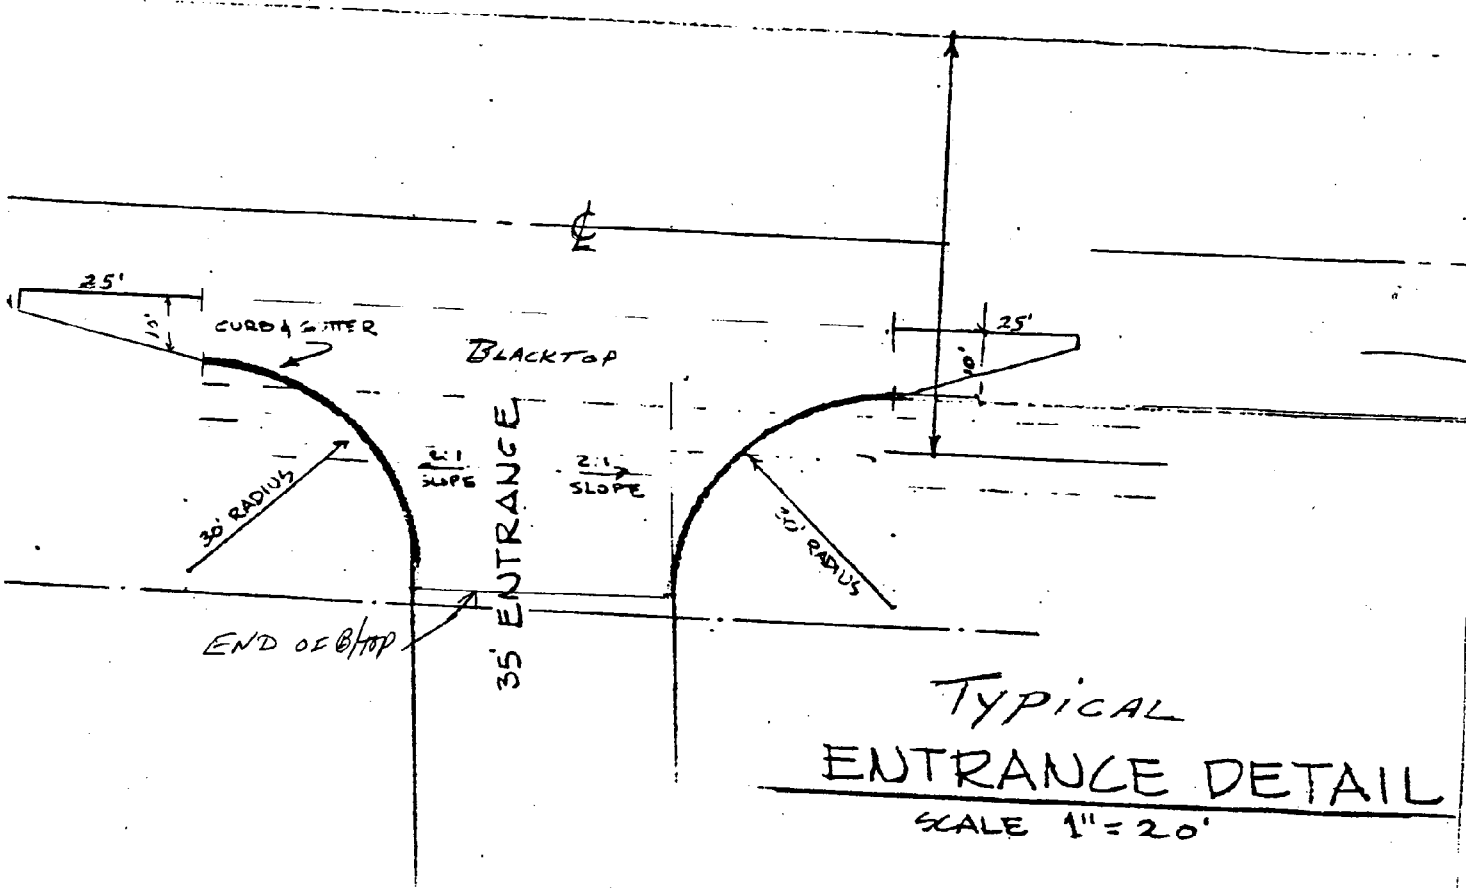 ℄
25'
10'
CURB & GUTTER
BLACKTOP
25'
10'
2:1
SLOPE
2:1
SLOPE
30' RADIUS
30' RADIUS
35' ENTRANCE
END OF B/TOP
TYPICAL
ENTRANCE DETAIL
SCALE 1" = 20'